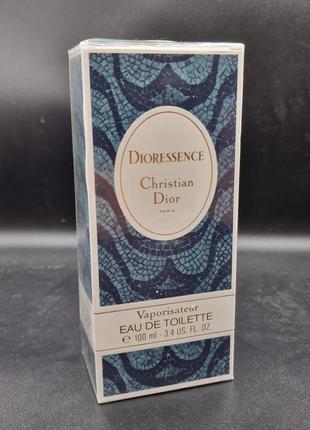 DIORESSENCE
Christian
Dior
PARIS
Vaporisateur
EAU DE TOILETTE
℮ 100 ml - 3.4 US. FL. OZ.